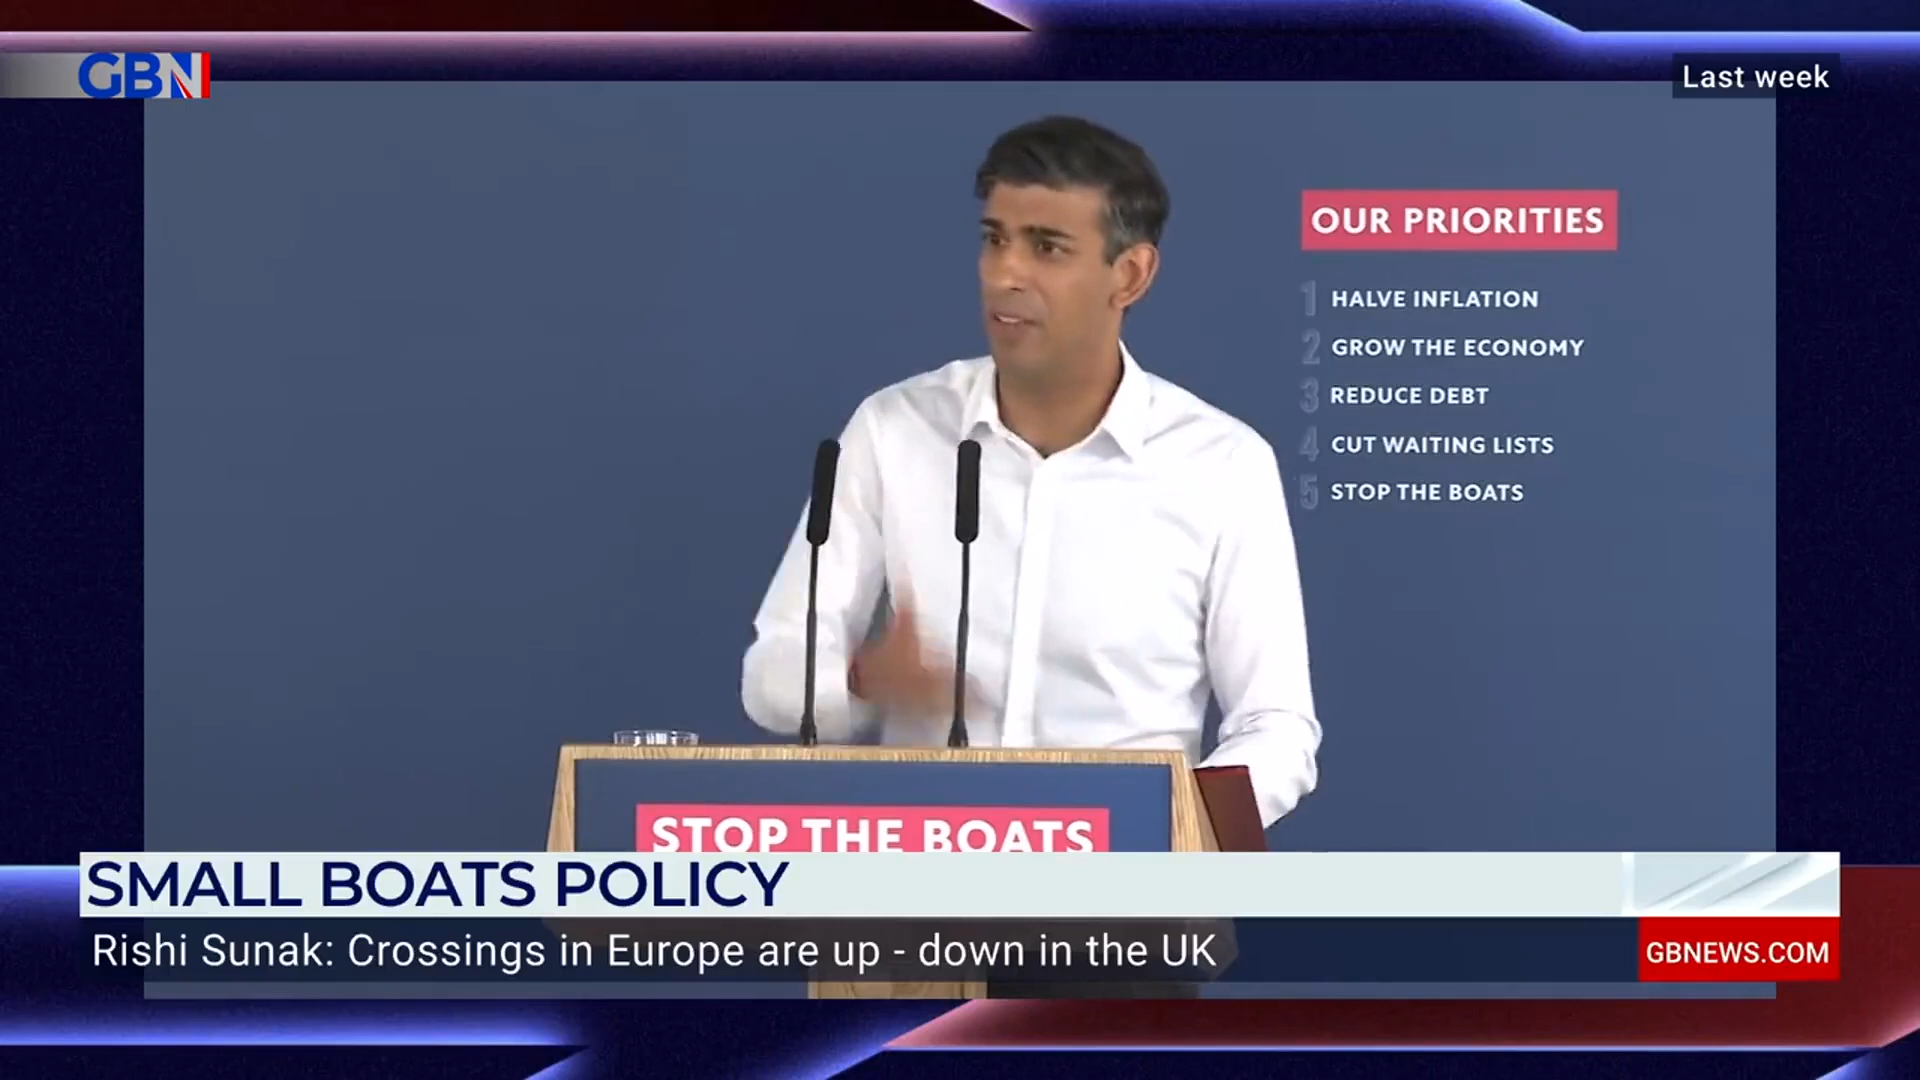 GBN
Last week
OUR PRIORITIES
1 HALVE INFLATION
2 GROW THE ECONOMY
3 REDUCE DEBT
4 CUT WAITING LISTS
5 STOP THE BOATS
STOP THE BOATS
SMALL BOATS POLICY
Rishi Sunak: Crossings in Europe are up - down in the UK
GBNEWS.COM